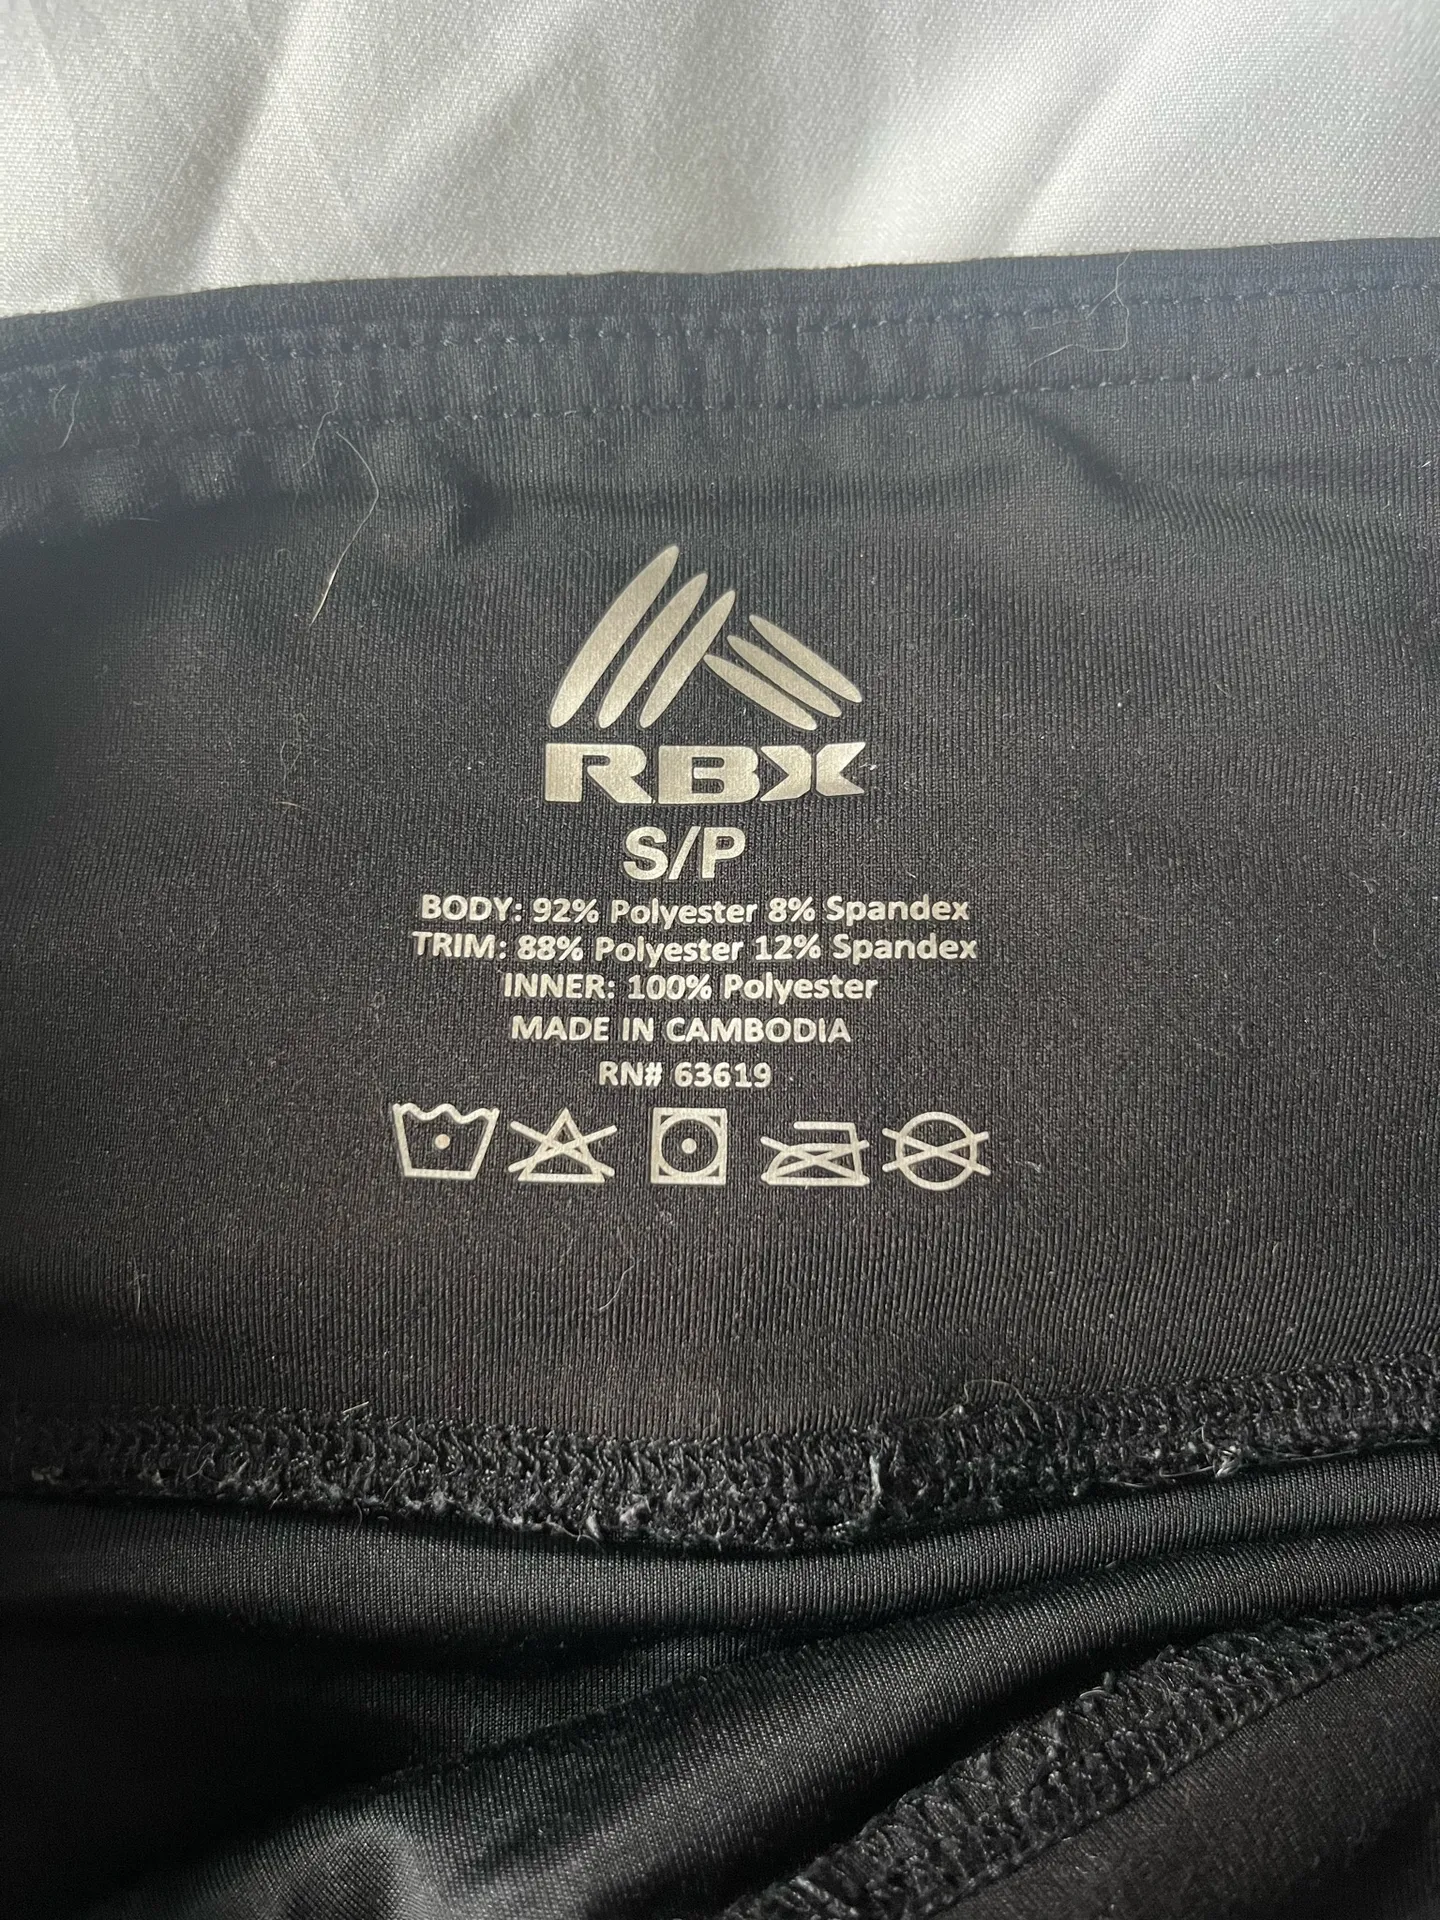 RBX
S/P
BODY: 92% Polyester 8% Spandex
TRIM: 88% Polyester 12% Spandex
INNER: 100% Polyester
MADE IN CAMBODIA
RN# 63619